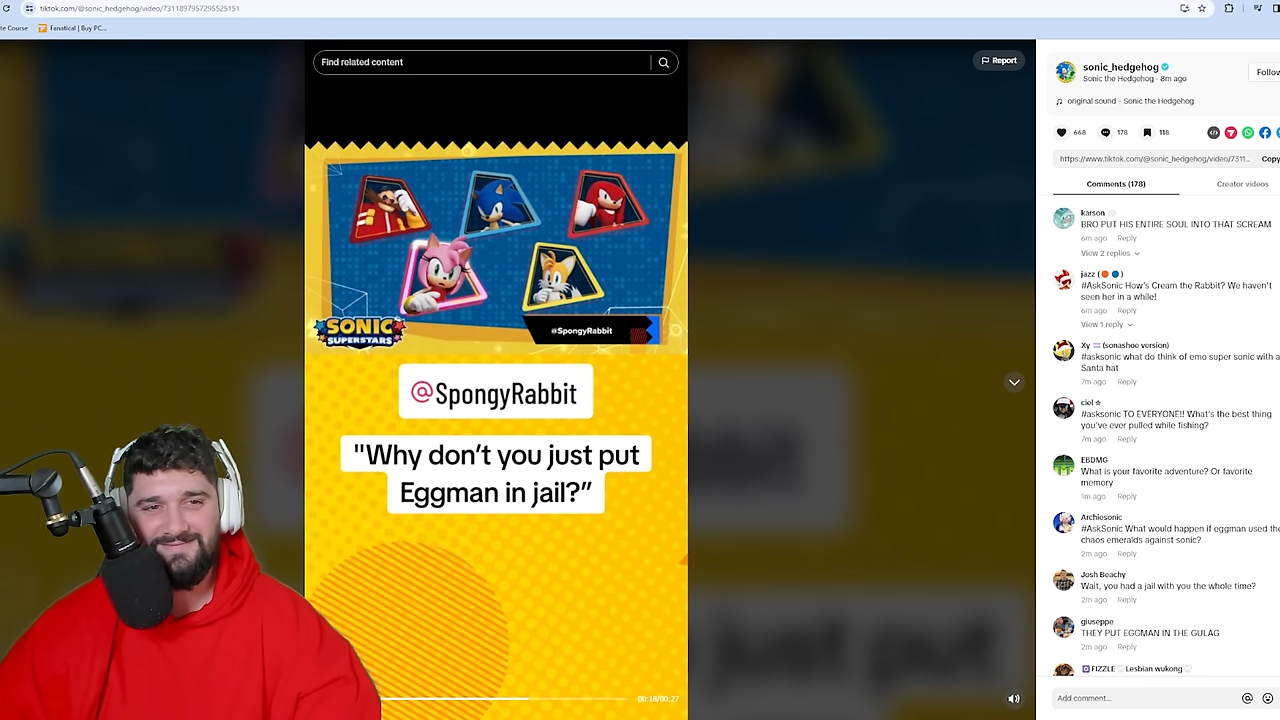 tiktok.com/@sonic_hedgehog/video/7311897957295525151
te Course
Fanatical | Buy PC...
Find related content
Report
SONIC
SUPERSTARS
@SpongyRabbit
@SpongyRabbit
"Why don't you just put
Eggman in jail?”
just put
00:18/00:27
sonic_hedgehog
Sonic the Hedgehog · 8m ago
Follow
original sound - Sonic the Hedgehog
668
178
118
https://www.tiktok.com/@sonic_hedgehog/video/7311...
Copy
Comments (178)
Creator videos
karson
BRO PUT HIS ENTIRE SOUL INTO THAT SCREAM
6m ago Reply
View 2 replies
jazz (🔴🔵)
#AskSonic How's Cream the Rabbit? We haven't
seen her in a while!
6m ago Reply
View 1 reply
Xy (sonashoe version)
#asksonic what do think of emo super sonic with a
Santa hat
7m ago Reply
ciel ☆
#asksonic TO EVERYONE!! What's the best thing
you've ever pulled while fishing?
7m ago Reply
EBDMG
What is your favorite adventure? Or favorite
memory
1m ago Reply
Archiesonic
#AskSonic What would happen if eggman used the
chaos emeralds against sonic?
2m ago Reply
Josh Beachy
Wait, you had a jail with you the whole time?
2m ago Reply
giuseppe
THEY PUT EGGMAN IN THE GULAG
2m ago Reply
FIZZLE Lesbian wukong
Add comment...